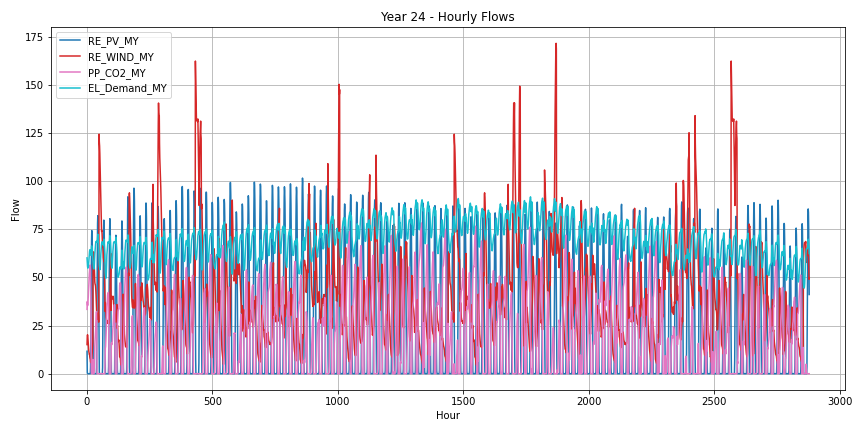 Year 24 - Hourly Flows
RE_PV_MY
RE_WIND_MY
PP_CO2_MY
EL_Demand_MY
Flow
175
150
125
100
75
50
25
0
0 500 1000 1500 2000 2500 3000
Hour